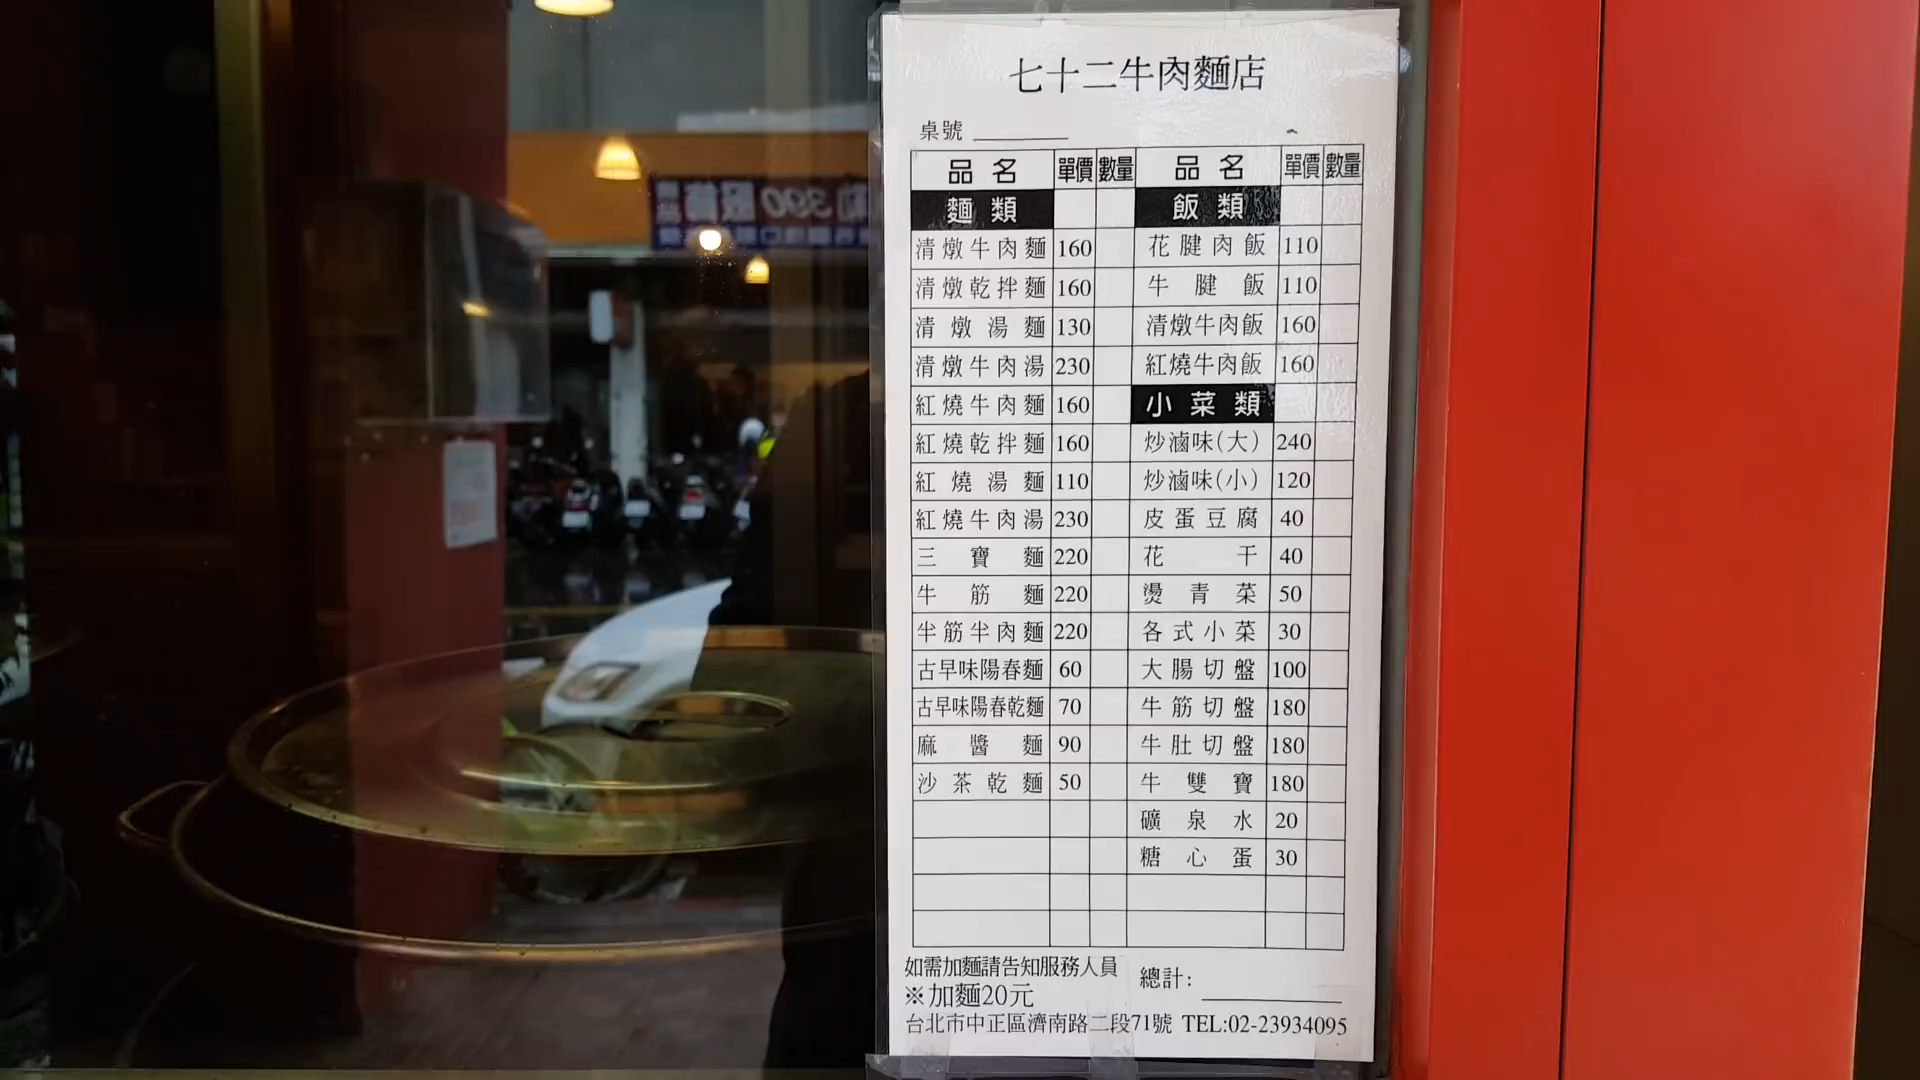 七十二牛肉麵店
桌號
品名 單價 數量 品名 單價 數量
麵類 飯類
清燉牛肉麵 160 花腱肉飯 110
清燉乾拌麵 160 牛腱飯 110
清燉湯麵 130 清燉牛肉飯 160
清燉牛肉湯 230 紅燒牛肉飯 160
紅燒牛肉麵 160 小菜類
紅燒乾拌麵 160 炒滷味(大) 240
紅燒湯麵 110 炒滷味(小) 120
紅燒牛肉湯 230 皮蛋豆腐 40
三寶麵 220 花干 40
牛筋麵 220 燙青菜 50
半筋半肉麵 220 各式小菜 30
古早味陽春麵 60 大腸切盤 100
古早味陽春乾麵 70 牛筋切盤 180
麻醬麵 90 牛肚切盤 180
沙茶乾麵 50 牛雙寶 180
礦泉水 20
糖心蛋 30
如需加麵請告知服務人員 總計:
※加麵20元
台北市中正區濟南路二段71號 TEL:02-23934095